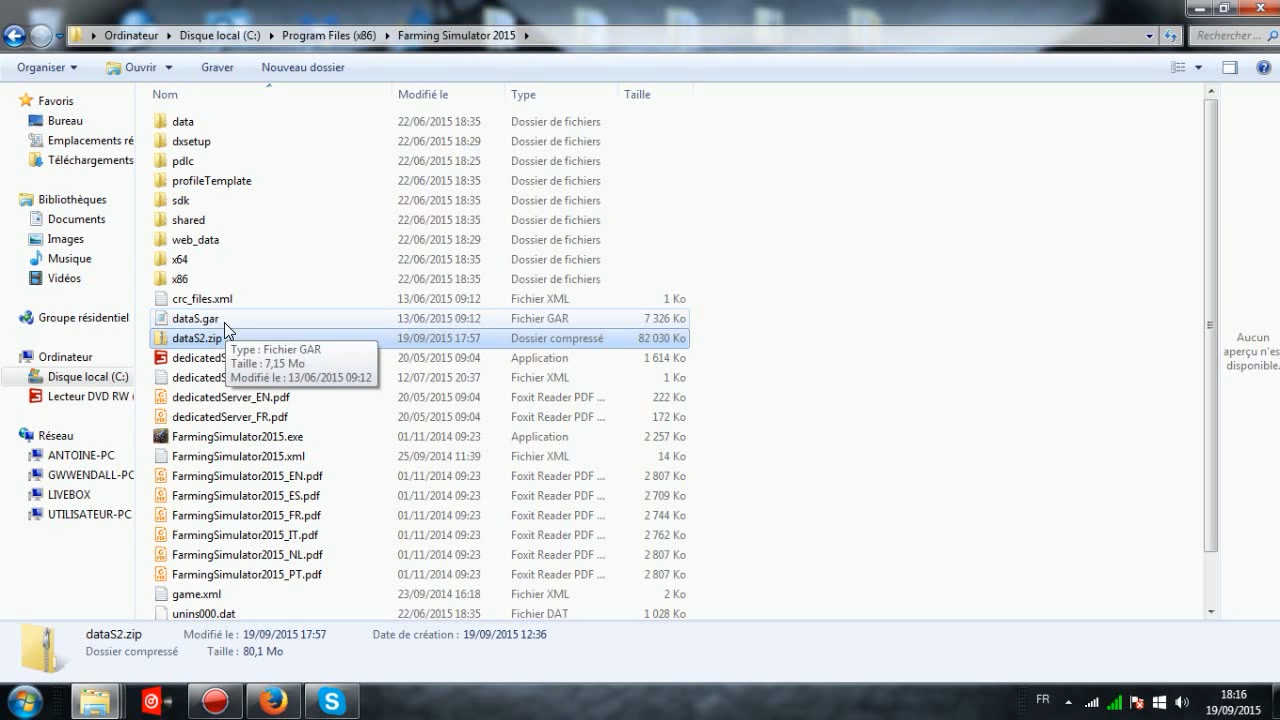 Ordinateur Disque local (C:) Program Files (x86) Farming Simulator 2015 Rechercher ...
Organiser Ouvrir Graver Nouveau dossier
Nom Modifié le Type Taille
Favoris
Bureau
Emplacements ré
Téléchargements
Bibliothèques
Documents
Images
Musique
Vidéos
Groupe résidentiel
Ordinateur
Disque local (C:)
Lecteur DVD RW (
Réseau
ANTOINE-PC
GWWENDALL-PC
LIVEBOX
UTILISATEUR-PC
data 22/06/2015 18:35 Dossier de fichiers
dxsetup 22/06/2015 18:29 Dossier de fichiers
pdlc 22/06/2015 18:25 Dossier de fichiers
profileTemplate 22/06/2015 18:35 Dossier de fichiers
sdk 22/06/2015 18:35 Dossier de fichiers
shared 22/06/2015 18:35 Dossier de fichiers
web_data 22/06/2015 18:29 Dossier de fichiers
x64 22/06/2015 18:35 Dossier de fichiers
x86 22/06/2015 18:35 Dossier de fichiers
crc_files.xml 13/06/2015 09:12 Fichier XML 1 Ko
dataS.gar 13/06/2015 09:12 Fichier GAR 7 326 Ko
dataS2.zip 19/09/2015 17:57 Dossier compressé 82 030 Ko
dedicatedS 20/05/2015 09:04 Application 1 614 Ko
dedicatedS 12/07/2015 20:37 Fichier XML 1 Ko
dedicatedServer_EN.pdf 20/05/2015 09:04 Foxit Reader PDF ... 222 Ko
dedicatedServer_FR.pdf 20/05/2015 09:04 Foxit Reader PDF ... 172 Ko
FarmingSimulator2015.exe 01/11/2014 09:23 Application 2 257 Ko
FarmingSimulator2015.xml 25/09/2014 11:39 Fichier XML 14 Ko
FarmingSimulator2015_EN.pdf 01/11/2014 09:23 Foxit Reader PDF ... 2 807 Ko
FarmingSimulator2015_ES.pdf 01/11/2014 09:23 Foxit Reader PDF ... 2 709 Ko
FarmingSimulator2015_FR.pdf 01/11/2014 09:23 Foxit Reader PDF ... 2 744 Ko
FarmingSimulator2015_IT.pdf 01/11/2014 09:23 Foxit Reader PDF ... 2 762 Ko
FarmingSimulator2015_NL.pdf 01/11/2014 09:23 Foxit Reader PDF ... 2 807 Ko
FarmingSimulator2015_PT.pdf 01/11/2014 09:23 Foxit Reader PDF ... 2 807 Ko
game.xml 23/09/2014 16:18 Fichier XML 2 Ko
unins000.dat 22/06/2015 18:35 Fichier DAT 1 028 Ko
Type : Fichier GAR
Taille : 7,15 Mo
Modifié le : 13/06/2015 09:12
Aucun
aperçu n'es
disponible.
dataS2.zip Modifié le : 19/09/2015 17:57 Date de création : 19/09/2015 12:36
Dossier compressé Taille : 80,1 Mo
FR
18:16
19/09/2015